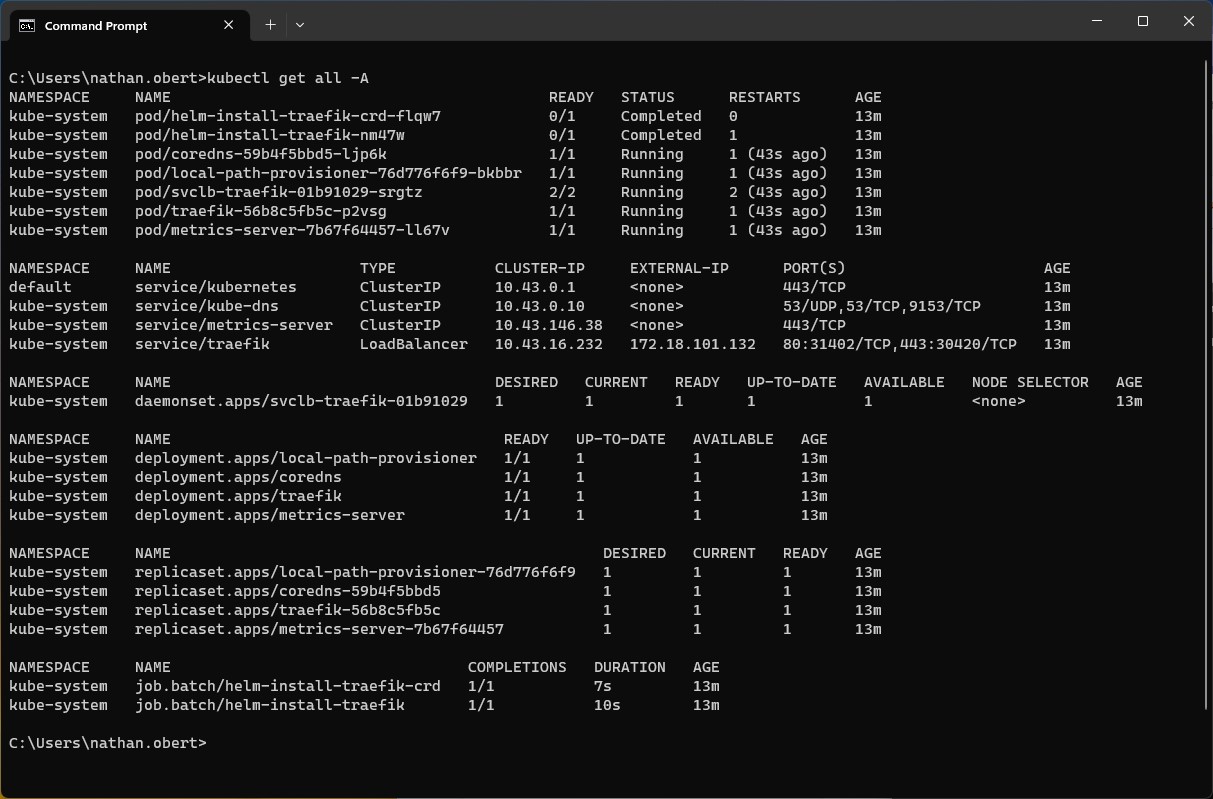 Command Prompt
C:\Users\nathan.obert>kubectl get all -A
NAMESPACE     NAME                                          READY   STATUS      RESTARTS      AGE
kube-system   pod/helm-install-traefik-crd-flqw7            0/1     Completed   0             13m
kube-system   pod/helm-install-traefik-nm47w                0/1     Completed   1             13m
kube-system   pod/coredns-59b4f5bbd5-ljp6k                  1/1     Running     1 (43s ago)   13m
kube-system   pod/local-path-provisioner-76d776f6f9-bkbbr   1/1     Running     1 (43s ago)   13m
kube-system   pod/svclb-traefik-01b91029-srgtz              2/2     Running     2 (43s ago)   13m
kube-system   pod/traefik-56b8c5fb5c-p2vsg                  1/1     Running     1 (43s ago)   13m
kube-system   pod/metrics-server-7b67f64457-ll67v           1/1     Running     1 (43s ago)   13m
NAMESPACE     NAME                     TYPE           CLUSTER-IP      EXTERNAL-IP      PORT(S)                      AGE
default       service/kubernetes       ClusterIP      10.43.0.1       <none>           443/TCP                      13m
kube-system   service/kube-dns         ClusterIP      10.43.0.10      <none>           53/UDP,53/TCP,9153/TCP       13m
kube-system   service/metrics-server   ClusterIP      10.43.146.38    <none>           443/TCP                      13m
kube-system   service/traefik          LoadBalancer   10.43.16.232    172.18.101.132   80:31402/TCP,443:30420/TCP   13m
NAMESPACE     NAME                                    DESIRED   CURRENT   READY   UP-TO-DATE   AVAILABLE   NODE SELECTOR   AGE
kube-system   daemonset.apps/svclb-traefik-01b91029   1         1         1       1            1           <none>          13m
NAMESPACE     NAME                                     READY   UP-TO-DATE   AVAILABLE   AGE
kube-system   deployment.apps/local-path-provisioner   1/1     1            1           13m
kube-system   deployment.apps/coredns                  1/1     1            1           13m
kube-system   deployment.apps/traefik                  1/1     1            1           13m
kube-system   deployment.apps/metrics-server           1/1     1            1           13m
NAMESPACE     NAME                                                DESIRED   CURRENT   READY   AGE
kube-system   replicaset.apps/local-path-provisioner-76d776f6f9   1         1         1       13m
kube-system   replicaset.apps/coredns-59b4f5bbd5                  1         1         1       13m
kube-system   replicaset.apps/traefik-56b8c5fb5c                  1         1         1       13m
kube-system   replicaset.apps/metrics-server-7b67f64457           1         1         1       13m
NAMESPACE     NAME                                 COMPLETIONS   DURATION   AGE
kube-system   job.batch/helm-install-traefik-crd   1/1           7s         13m
kube-system   job.batch/helm-install-traefik       1/1           10s        13m
C:\Users\nathan.obert>